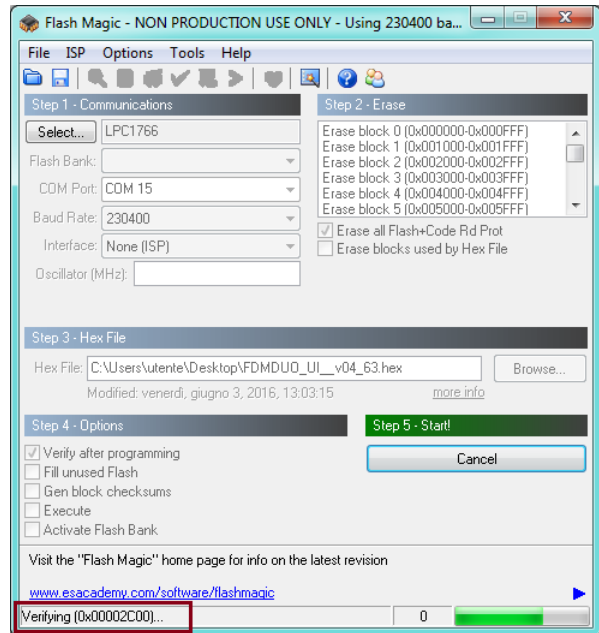 Flash Magic - NON PRODUCTION USE ONLY - Using 230400 ba...
File ISP Options Tools Help
Step 1 - Communications
Select... LPC1766
Flash Bank:
COM Port: COM 15
Baud Rate: 230400
Interface: None (ISP)
Oscillator (MHz):
Step 2 - Erase
Erase block 0 (0x000000-0x000FFF)
Erase block 1 (0x001000-0x001FFF)
Erase block 2 (0x002000-0x002FFF)
Erase block 3 (0x003000-0x003FFF)
Erase block 4 (0x004000-0x004FFF)
Erase block 5 (0x005000-0x005FFF)
Erase all Flash+Code Rd Prot
Erase blocks used by Hex File
Step 3 - Hex File
Hex File: C:\Users\utente\Desktop\FDMDUO_UI__v04_63.hex Browse...
Modified: venerdì, giugno 3, 2016, 13:03:15 more info
Step 4 - Options
Verify after programming
Fill unused Flash
Gen block checksums
Execute
Activate Flash Bank
Step 5 - Start!
Cancel
Visit the "Flash Magic" home page for info on the latest revision
www.esacademy.com/software/flashmagic
Verifying (0x00002C00)... 0